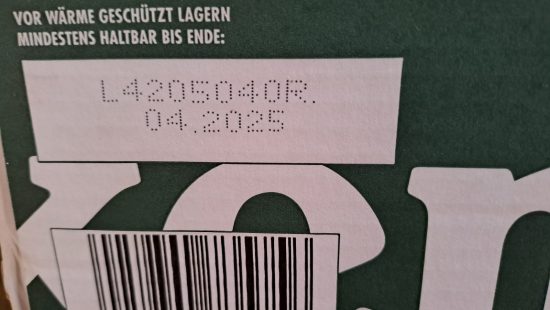 VOR WÄRME GESCHÜTZT LAGERN
MINDESTENS HALTBAR BIS ENDE:
L4205040R.
04.2025